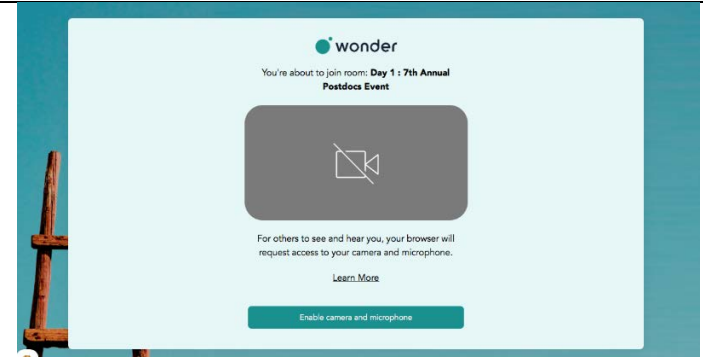 wonder
You're about to join room: Day 1 : 7th Annual
Postdocs Event
For others to see and hear you, your browser will
request access to your camera and microphone.
Learn More
Enable camera and microphone